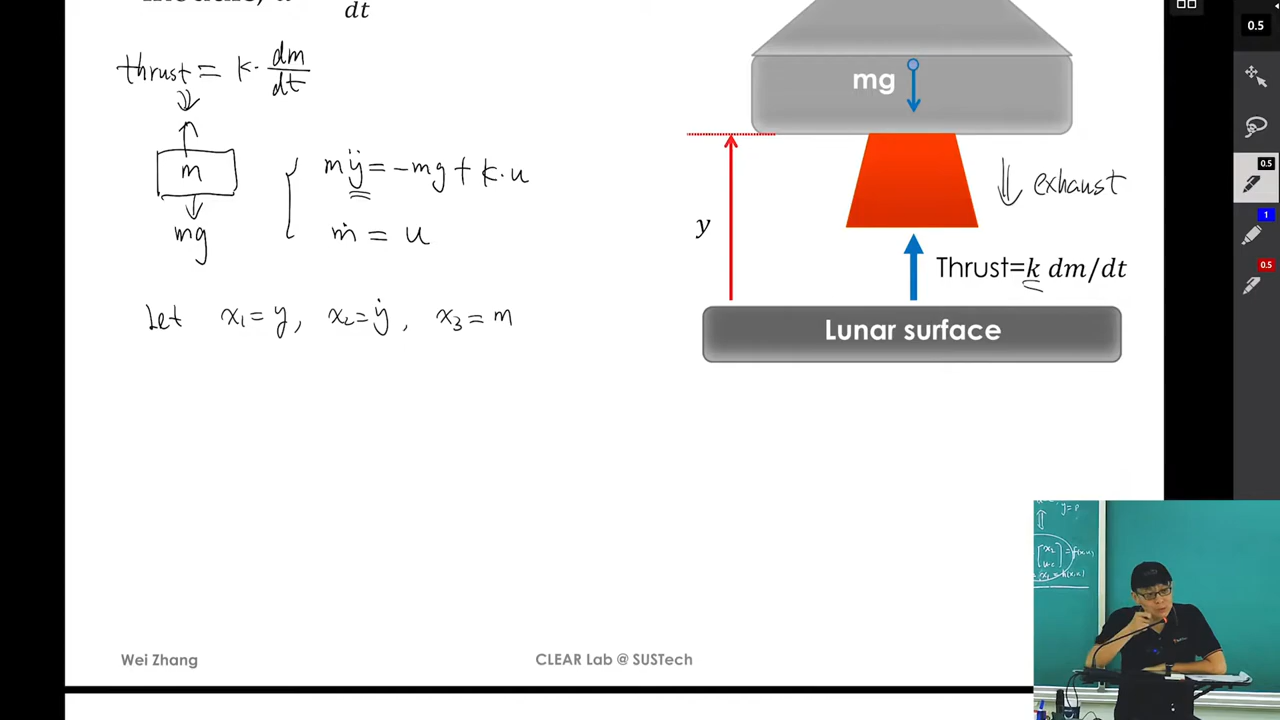 dt
thrust = k · dm/dt
m
mg
mÿ = -mg + k · u
ṁ = u
Let x₁ = y, x₂ = ẏ, x₃ = m
mg
exhaust
y
Thrust=k dm/dt
Lunar surface
Wei Zhang
CLEAR Lab @ SUSTech
0.5
0.5
1
0.5